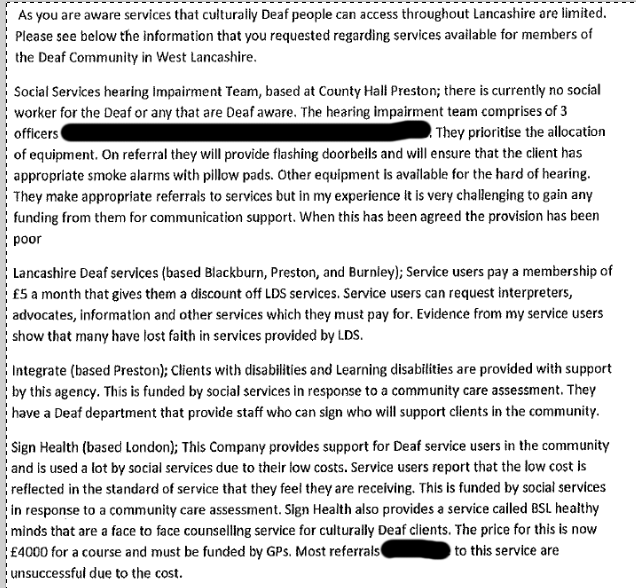 As you are aware services that culturally Deaf people can access throughout Lancashire are limited.
Please see below the information that you requested regarding services available for members of
the Deaf Community in West Lancashire.
Social Services hearing Impairment Team, based at County Hall Preston; there is currently no social
worker for the Deaf or any that are Deaf aware. The hearing impairment team comprises of 3
officers . They prioritise the allocation
of equipment. On referral they will provide flashing doorbells and will ensure that the client has
appropriate smoke alarms with pillow pads. Other equipment is available for the hard of hearing.
They make appropriate referrals to services but in my experience it is very challenging to gain any
funding from them for communication support. When this has been agreed the provision has been
poor
Lancashire Deaf services (based Blackburn, Preston, and Burnley); Service users pay a membership of
£5 a month that gives them a discount off LDS services. Service users can request interpreters,
advocates, information and other services which they must pay for. Evidence from my service users
show that many have lost faith in services provided by LDS.
Integrate (based Preston); Clients with disabilities and Learning disabilities are provided with support
by this agency. This is funded by social services in response to a community care assessment. They
have a Deaf department that provide staff who can sign who will support clients in the community.
Sign Health (based London); This Company provides support for Deaf service users in the community
and is used a lot by social services due to their low costs. Service users report that the low cost is
reflected in the standard of service that they feel they are receiving. This is funded by social services
in response to a community care assessment. Sign Health also provides a service called BSL healthy
minds that are a face to face counselling service for culturally Deaf clients. The price for this is now
£4000 for a course and must be funded by GPs. Most referrals to this service are
unsuccessful due to the cost.